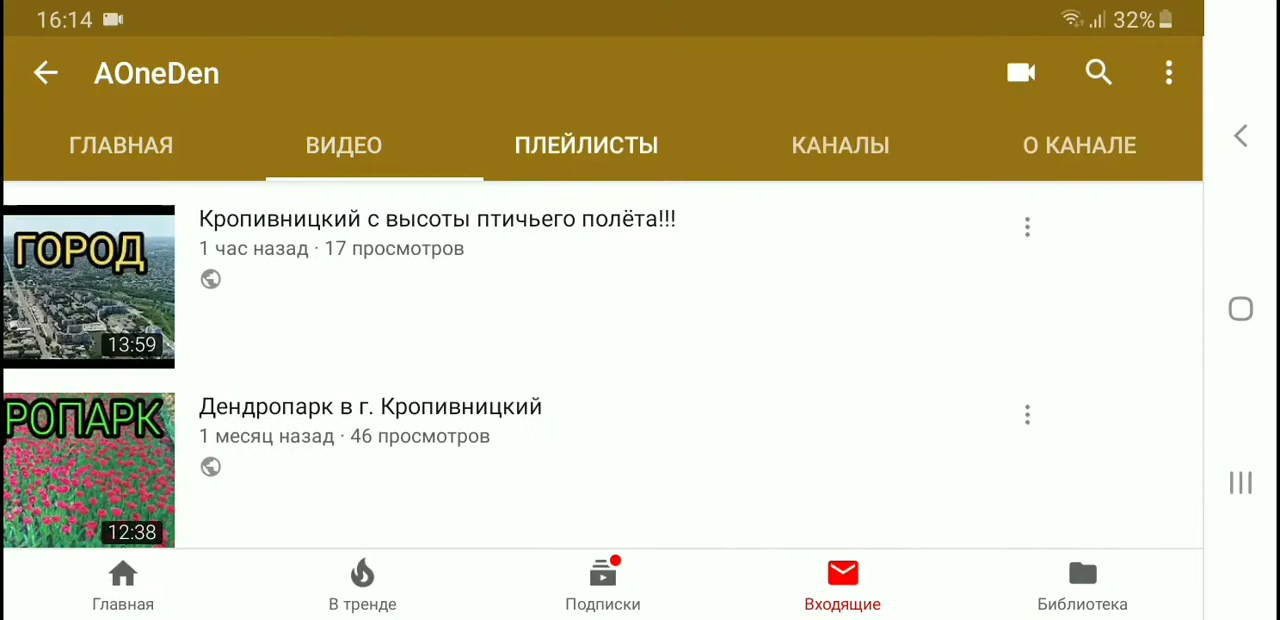 16:14 32%
AOneDen
ГЛАВНАЯ ВИДЕО ПЛЕЙЛИСТЫ КАНАЛЫ О КАНАЛЕ
ГОРОД
13:59
Кропивницкий с высоты птичьего полёта!!!
1 час назад · 17 просмотров
РОПАРК
12:38
Дендропарк в г. Кропивницкий
1 месяц назад · 46 просмотров
Главная В тренде Подписки Входящие Библиотека